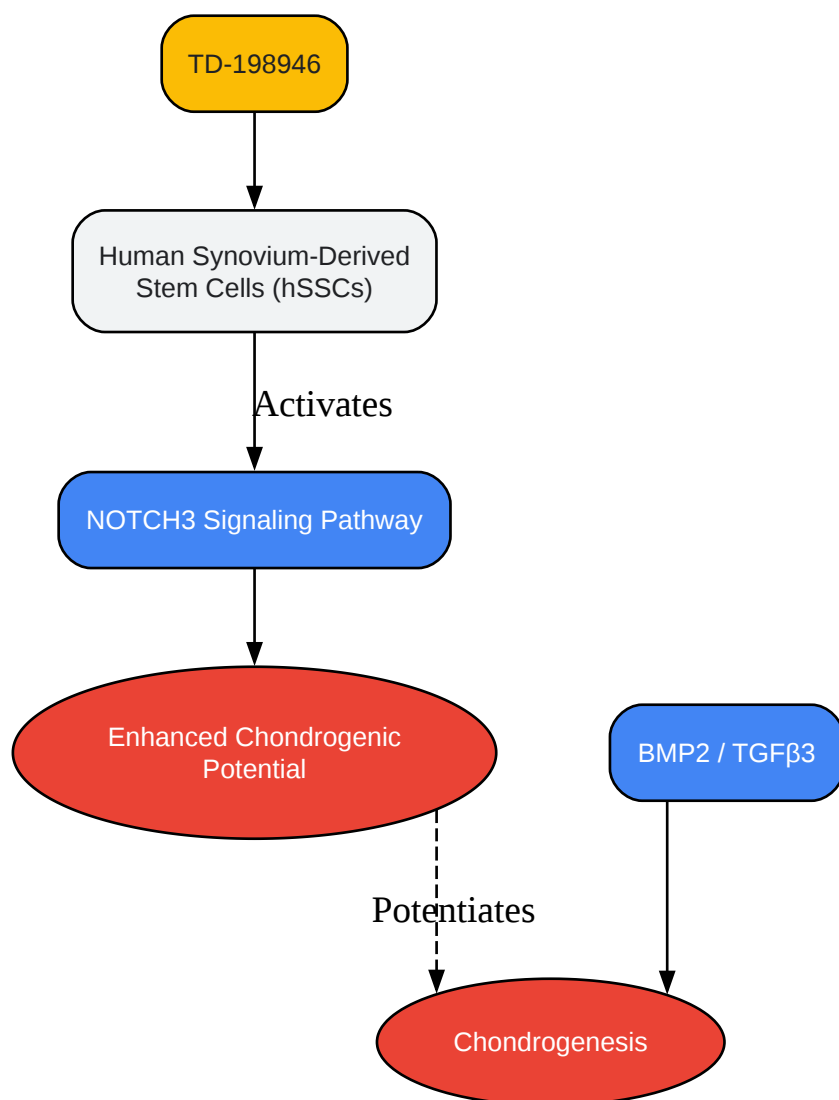 TD-198946
Human Synovium-Derived
Stem Cells (hSSCs)
Activates
NOTCH3 Signaling Pathway
Enhanced Chondrogenic
Potential
BMP2 / TGFβ3
Potentiates
Chondrogenesis